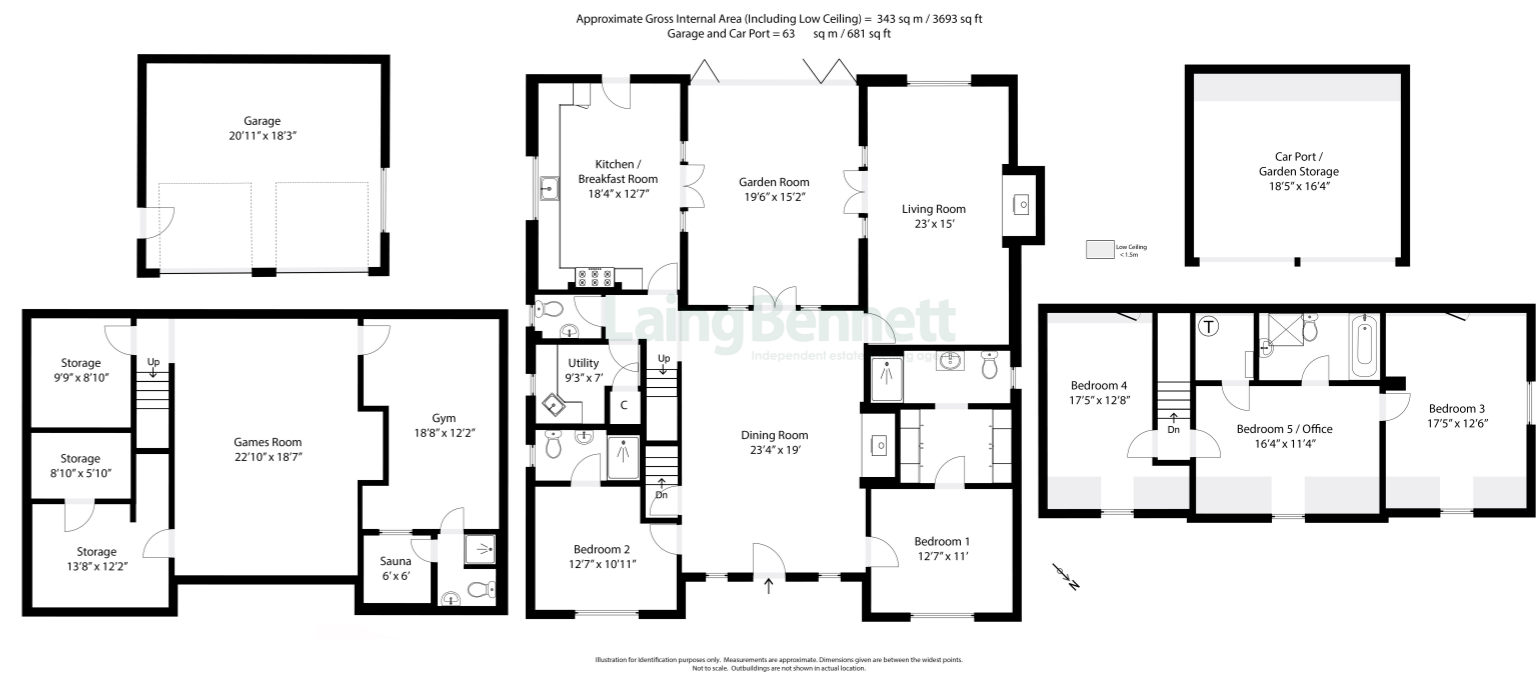 Approximate Gross Internal Area (Including Low Ceiling) = 343 sq m / 3693 sq ft
Garage and Car Port = 63 sq m / 681 sq ft
Garage
20'11" x 18'3"
Kitchen /
Breakfast Room
18'4" x 12'7"
Garden Room
19'6" x 15'2"
Living Room
23' x 15'
Car Port /
Garden Storage
18'5" x 16'4"
Low Ceiling
< 1.5m
Laing Bennett
Independent estate
Storage
9'9" x 8'10"
Up
Games Room
22'10" x 18'7"
Gym
18'8" x 12'2"
Storage
8'10" x 5'10"
Storage
13'8" x 12'2"
Sauna
6' x 6'
Utility
9'3" x 7'
C
Up
Dn
Dining Room
23'4" x 19'
Bedroom 2
12'7" x 10'11"
Bedroom 1
12'7" x 11'
Bedroom 4
17'5" x 12'8"
T
Dn
Bedroom 5 / Office
16'4" x 11'4"
Bedroom 3
17'5" x 12'6"
N
Illustration for identification purposes only. Measurements are approximate. Dimensions given are between the widest points.
Not to scale. Outbuildings are not shown in actual location.